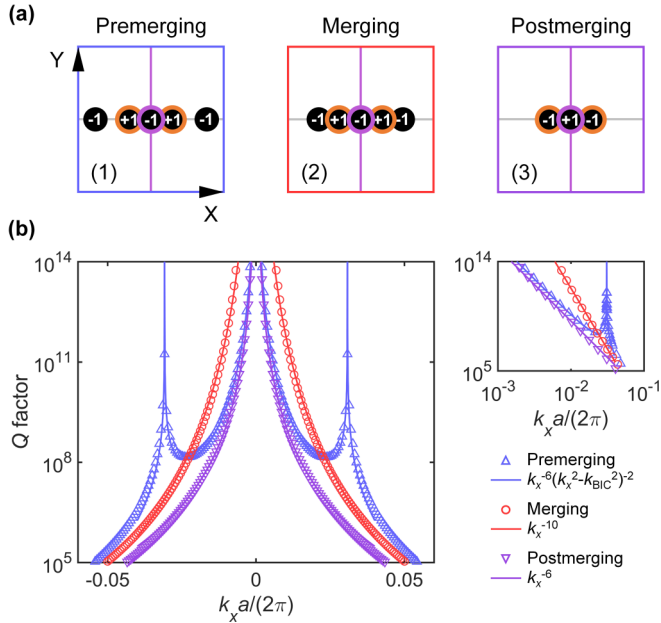 (a)
Premerging
Merging
Postmerging
Y
-1 +1 -1 +1 -1
-1 +1 -1 +1 -1
-1 +1 -1
(1)
(2)
(3)
X
(b)
10^14
10^11
10^8
10^5
Q factor
-0.05
0
0.05
k_x a/(2π)
10^14
10^5
10^-3
10^-2
10^-1
k_x a/(2π)
Premerging
k_x^-6(k_x^2-k_BIC^2)^-2
Merging
k_x^-10
Postmerging
k_x^-6